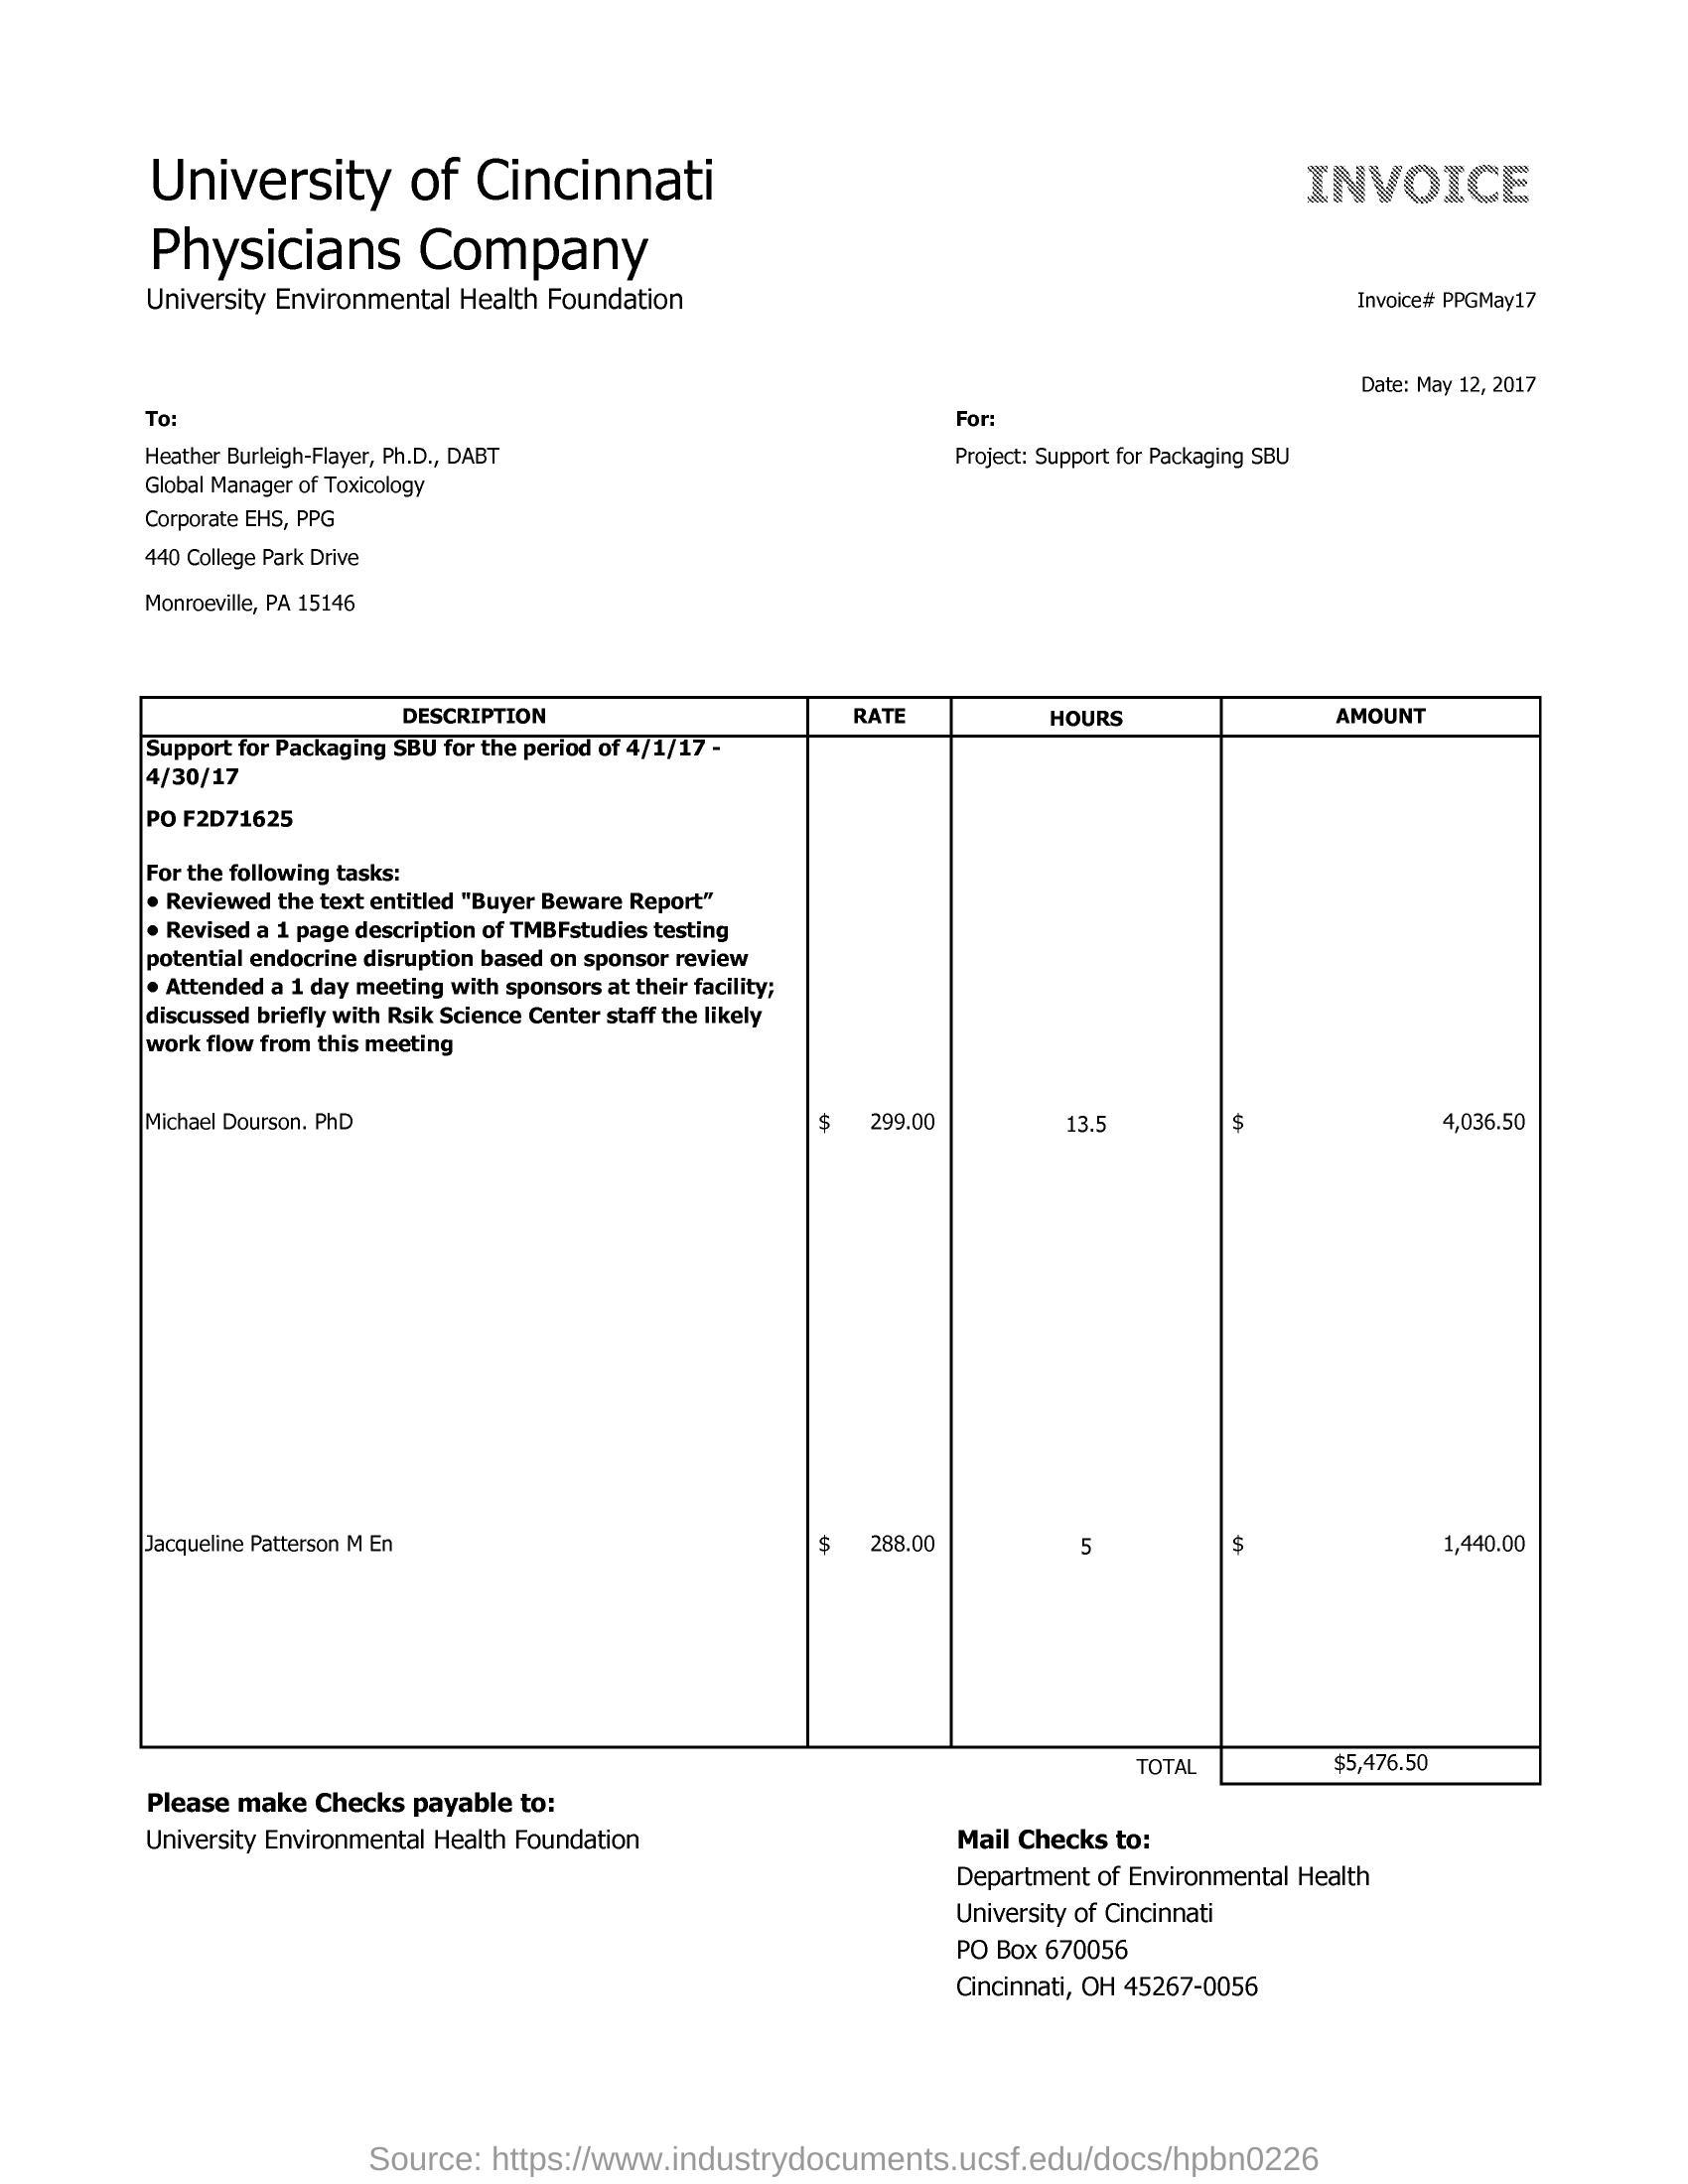 University of Cincinnati
Physicians Company
INVOICE
University Environmental Health Foundation
Invoice# PPGMay17
Date: May 12, 2017
To:
For:
Heather Burleigh-Flayer, Ph.D., DABT
Project: Support for Packaging SBU
Global Manager of Toxicology
Corporate EHS, PPG
440 College Park Drive
Monroeville, PA 15146
DESCRIPTION RATE HOURS AMOUNT
Support for Packaging SBU for the period of 4/1/17 -
4/30/17
PO F2D71625
For the following tasks:
● Reviewed the text entitled "Buyer Beware Report”
● Revised a 1 page description of TMBFstudies testing
potential endocrine disruption based on sponsor review
● Attended a 1 day meeting with sponsors at their facility;
discussed briefly with Rsik Science Center staff the likely
work flow from this meeting
Michael Dourson. PhD $ 299.00 13.5 $ 4,036.50
Jacqueline Patterson M En $ 288.00 5 $ 1,440.00
TOTAL $5,476.50
Please make Checks payable to:
University Environmental Health Foundation
Mail Checks to:
Department of Environmental Health
University of Cincinnati
PO Box 670056
Cincinnati, OH 45267-0056
Source: https://www.industrydocuments.ucsf.edu/docs/hpbn0226